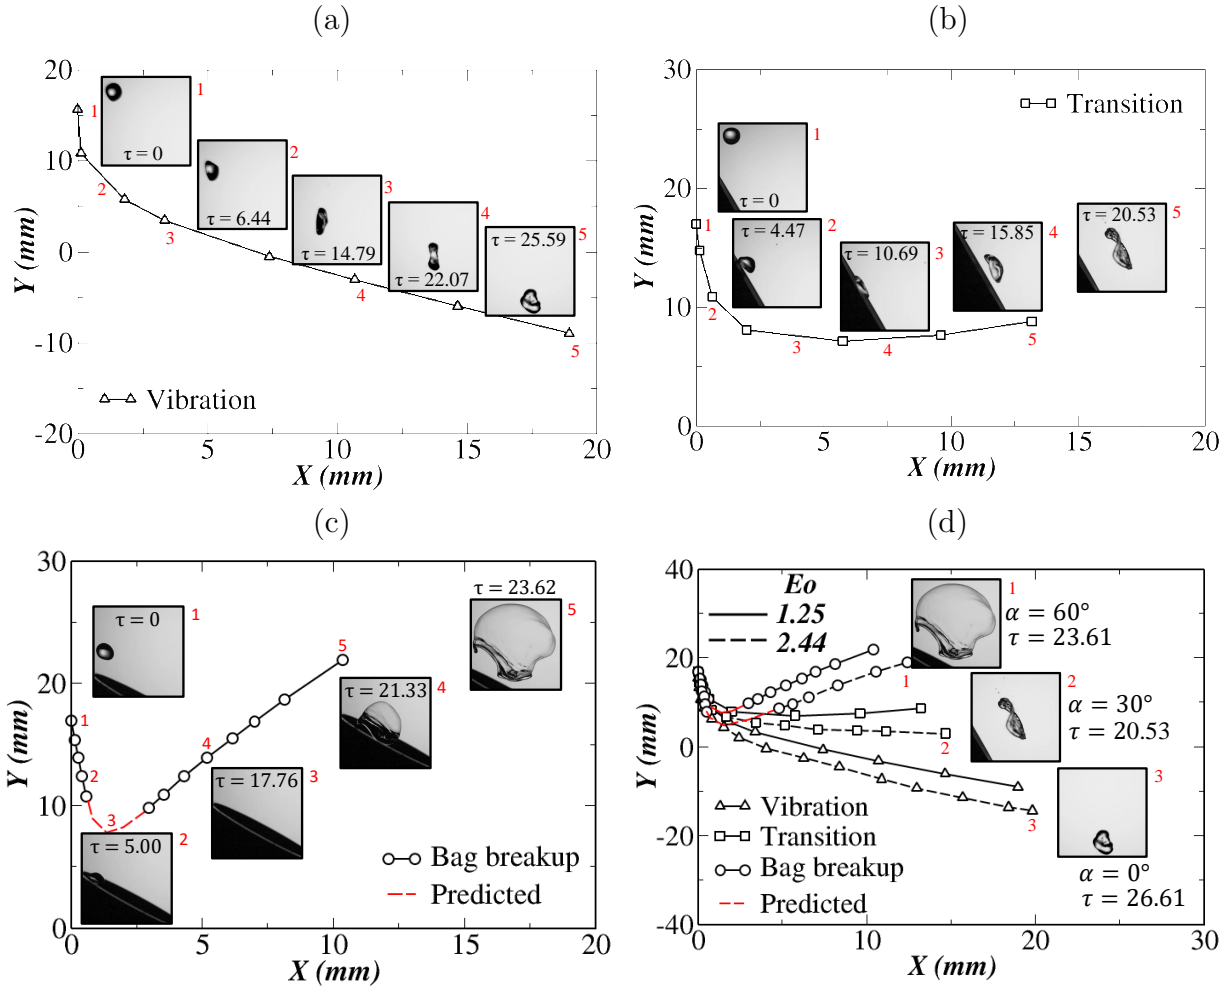 (a)
20
10
0
-10
-20
Y (mm)
0 5 10 15 20
X (mm)
1
2
3
4
5
1
τ = 0
2
τ = 6.44
3
τ = 14.79
4
τ = 22.07
5
τ = 25.59
Vibration
(b)
30
20
10
0
Y (mm)
0 5 10 15 20
X (mm)
Transition
1
2
3
4
5
1
τ = 0
2
τ = 4.47
3
τ = 10.69
4
τ = 15.85
5
τ = 20.53
(c)
30
20
10
0
Y (mm)
0 5 10 15 20
X (mm)
1
2
3
4
5
1
τ = 0
2
τ = 5.00
3
τ = 17.76
4
τ = 21.33
5
τ = 23.62
Bag breakup
Predicted
(d)
40
20
0
-20
-40
Y (mm)
0 10 20 30
X (mm)
Eo
1.25
2.44
1
2
3
1
α = 60°
τ = 23.61
2
α = 30°
τ = 20.53
3
α = 0°
τ = 26.61
Vibration
Transition
Bag breakup
Predicted